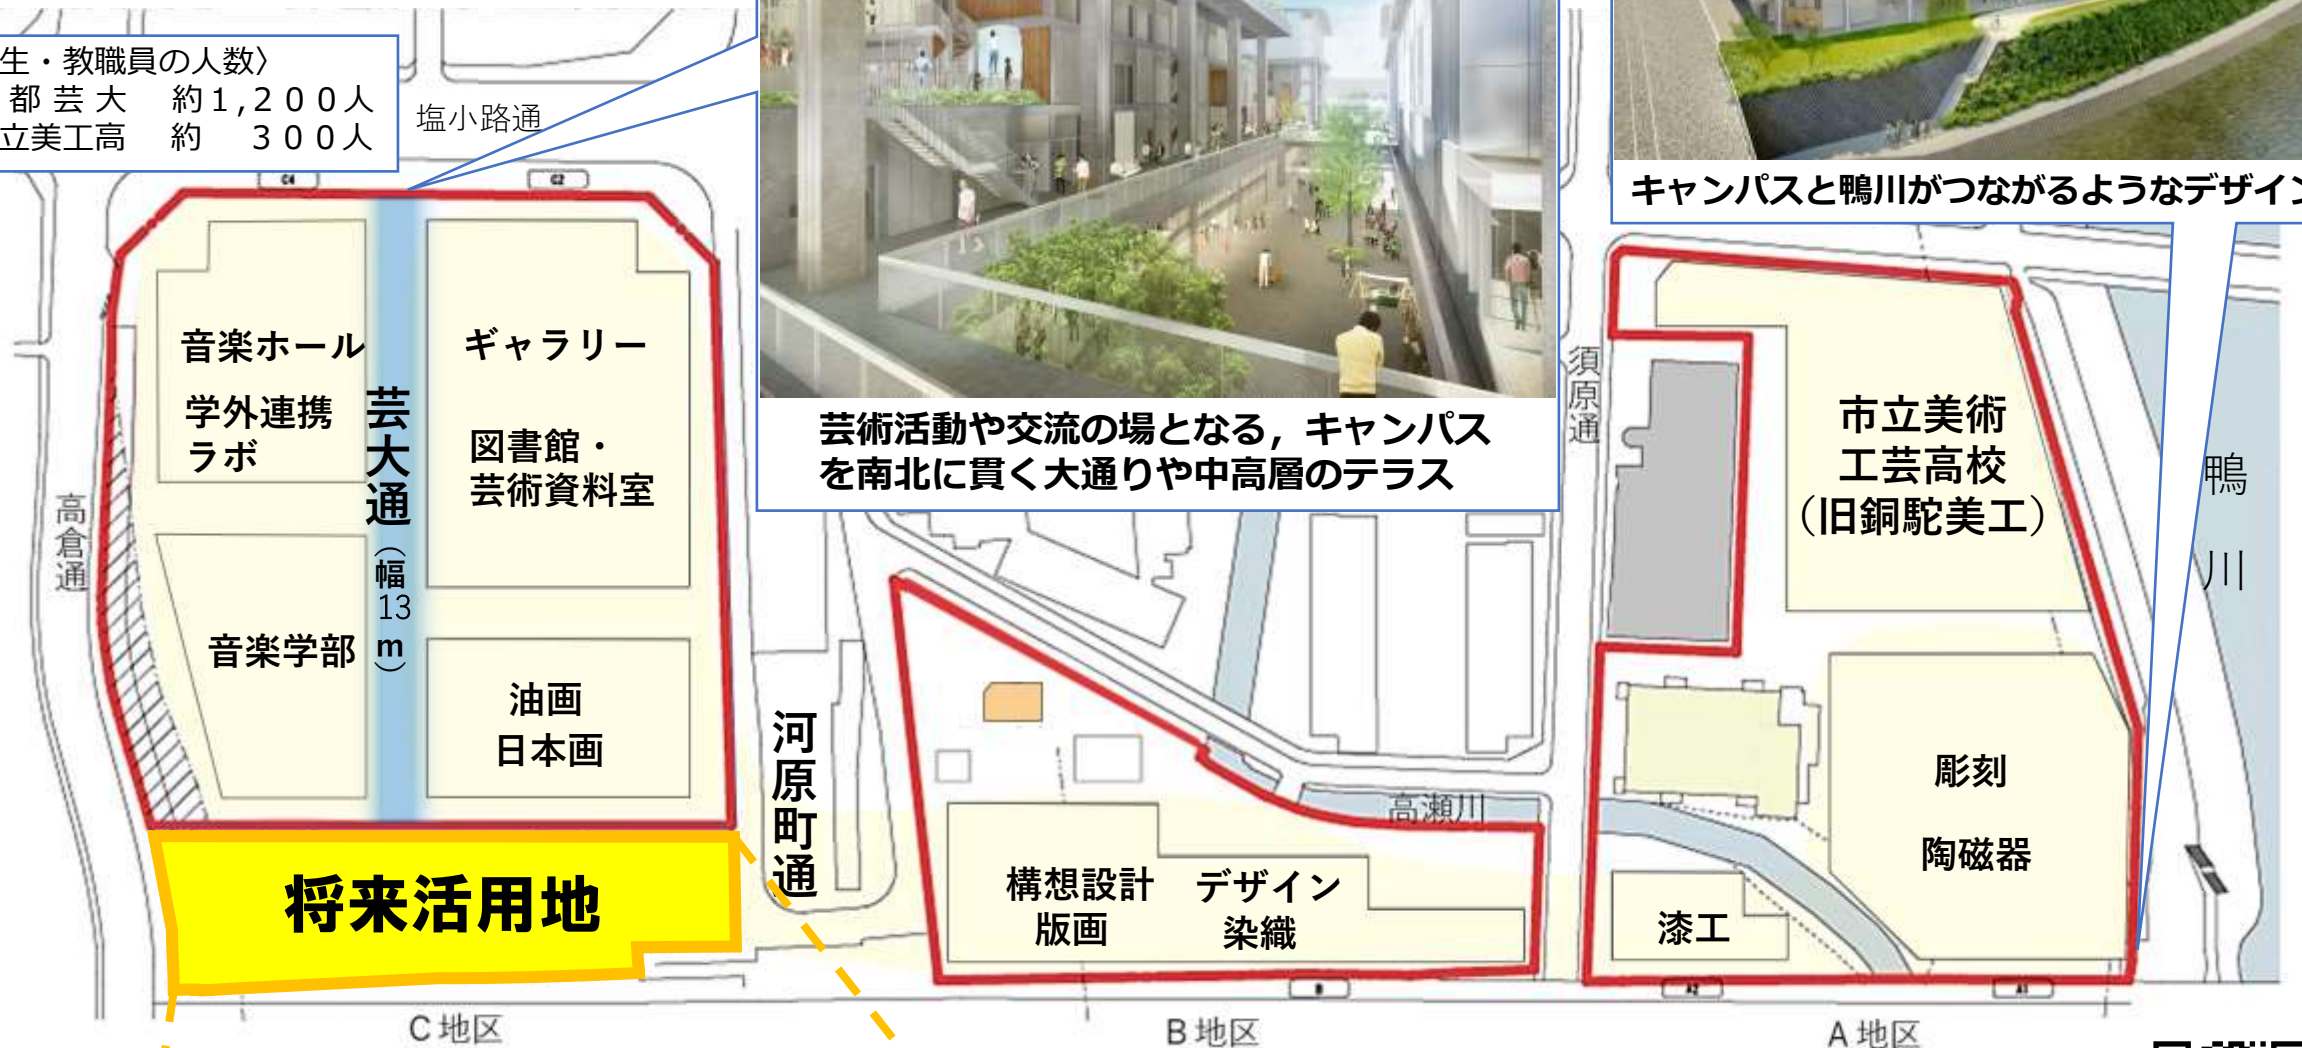 生・教職員の人数〉
都芸大 約1,200人
立美工高 約 300人
塩小路通
C4
C2
キャンパスと鴨川がつながるようなデザイン
芸術活動や交流の場となる，キャンパス
を南北に貫く大通りや中高層のテラス
音楽ホール
学外連携
ラボ
芸大通（幅13m）
ギャラリー
図書館・
芸術資料室
高倉通
音楽学部
油画
日本画
河原町通
須原通
市立美術
工芸高校
（旧銅駝美工）
鴨川
高瀬川
彫刻
陶磁器
将来活用地
構想設計
版画
デザイン
染織
漆工
B
A2
A1
C地区
B地区
A地区